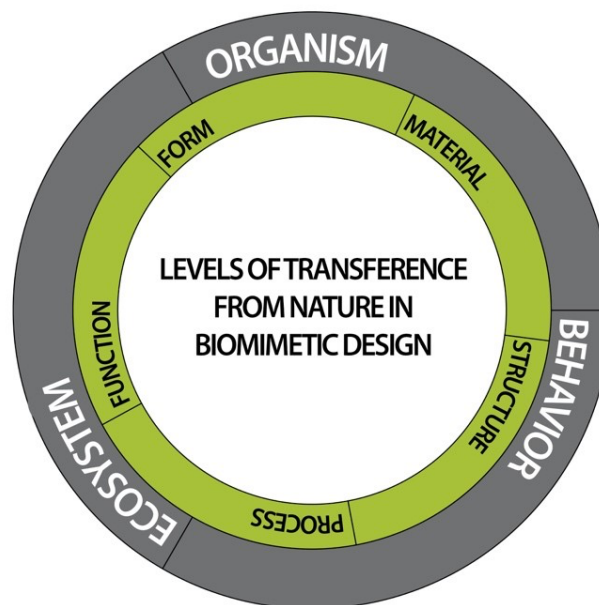 ORGANISM
FORM
MATERIAL
LEVELS OF TRANSFERENCE
FROM NATURE IN
BIOMIMETIC DESIGN
FUNCTION
STRUCTURE
BEHAVIOR
ECOSYSTEM
PROCESS